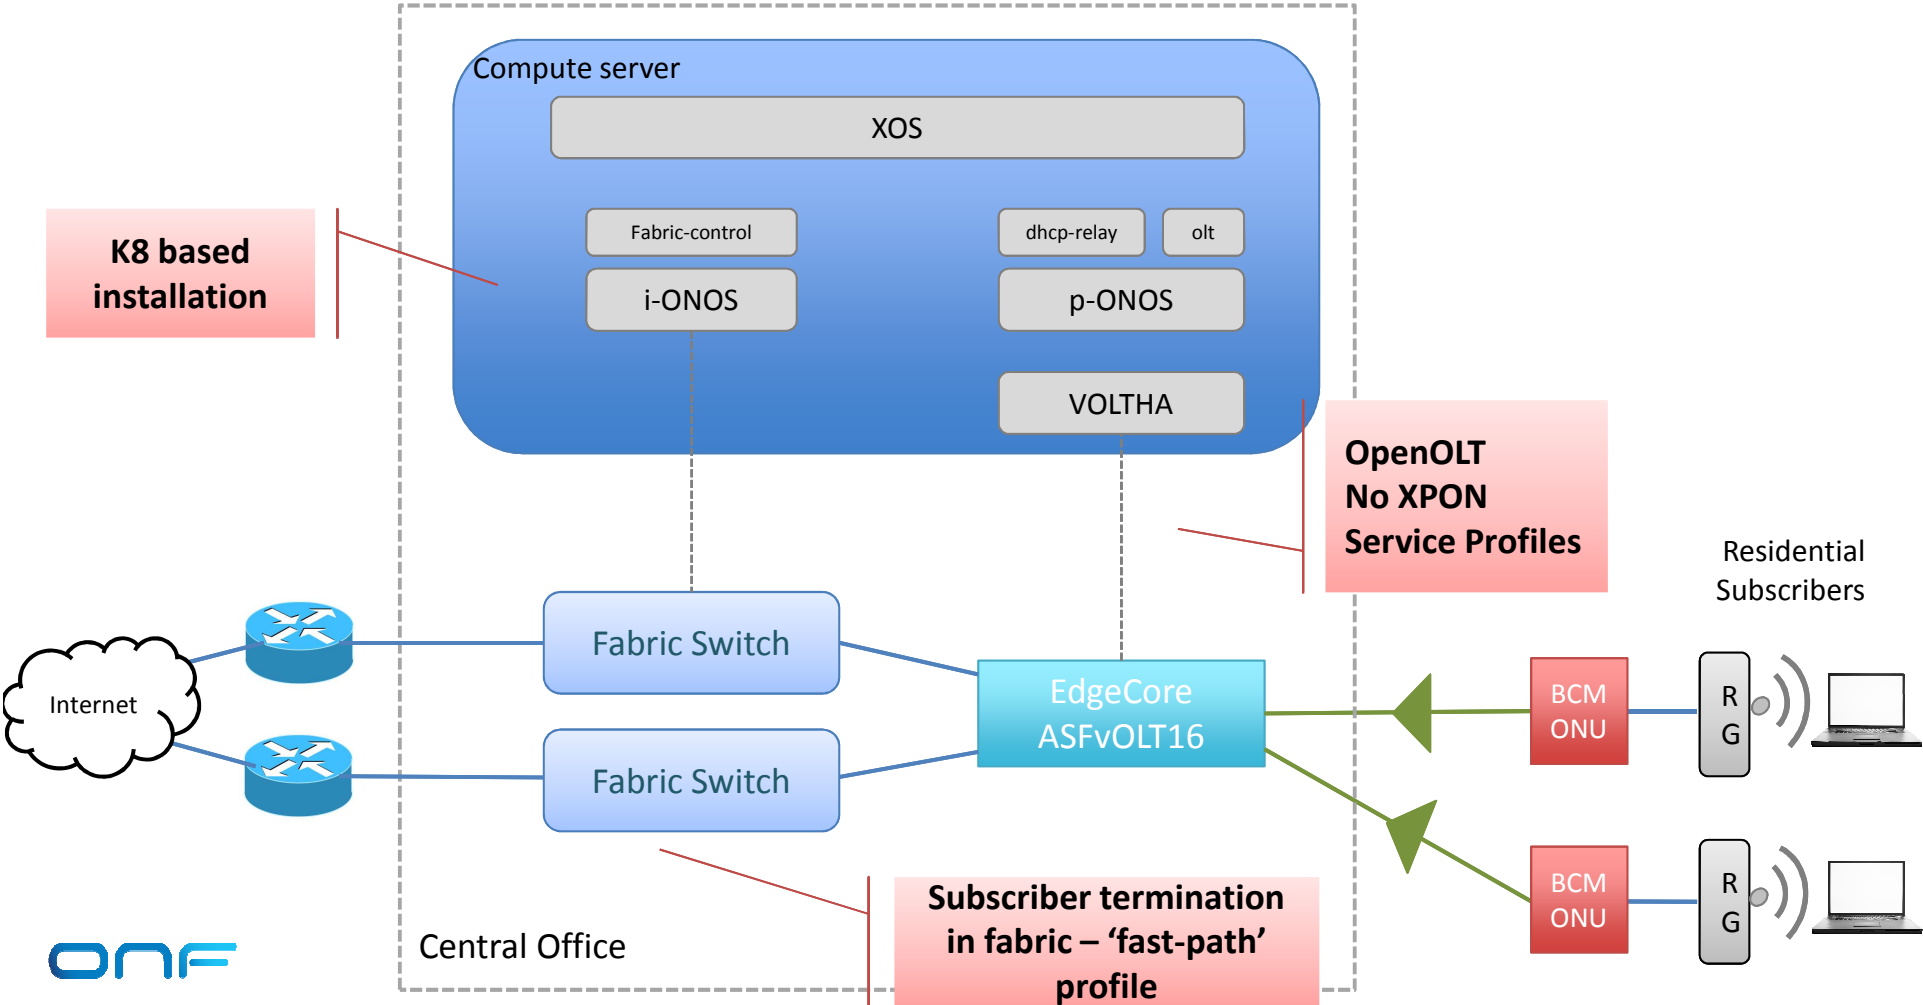 Compute server
XOS
K8 based
installation
Fabric-control
dhcp-relay
olt
i-ONOS
p-ONOS
VOLTHA
OpenOLT
No XPON
Service Profiles
Residential
Subscribers
Internet
Fabric Switch
Fabric Switch
EdgeCore
ASFvOLT16
BCM
ONU
R
G
BCM
ONU
R
G
Subscriber termination
in fabric – ‘fast-path’
profile
Central Office
ONF